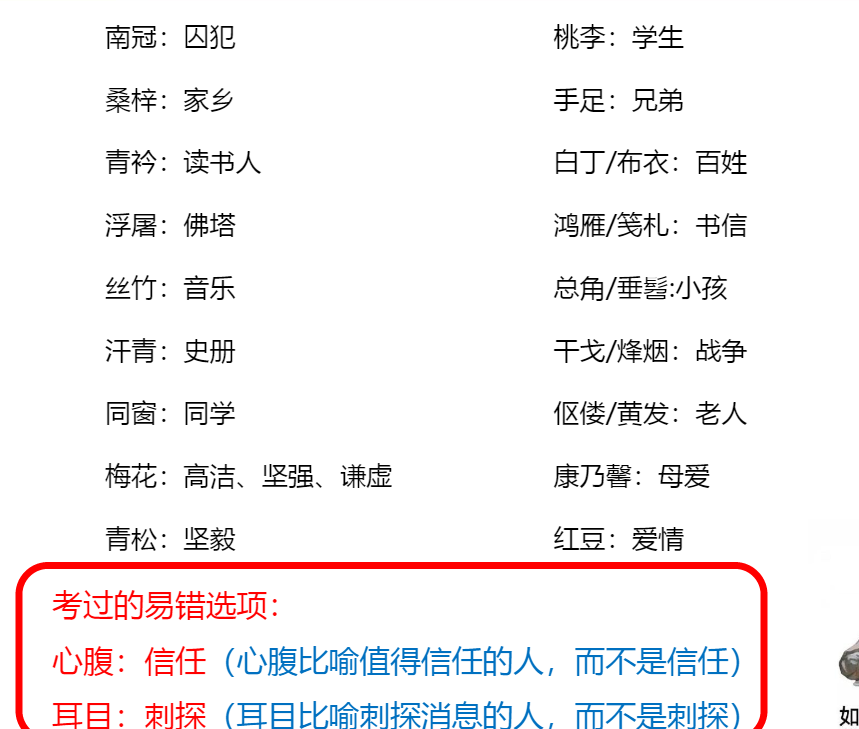 南冠：囚犯
桃李：学生
桑梓：家乡
手足：兄弟
青衿：读书人
白丁/布衣：百姓
浮屠：佛塔
鸿雁/笺札：书信
丝竹：音乐
总角/垂髫:小孩
汗青：史册
干戈/烽烟：战争
同窗：同学
伛偻/黄发：老人
梅花：高洁、坚强、谦虚
康乃馨：母爱
青松：坚毅
红豆：爱情
考过的易错选项：
心腹：信任（心腹比喻值得信任的人，而不是信任）
耳目：刺探（耳目比喻刺探消息的人，而不是刺探）
如